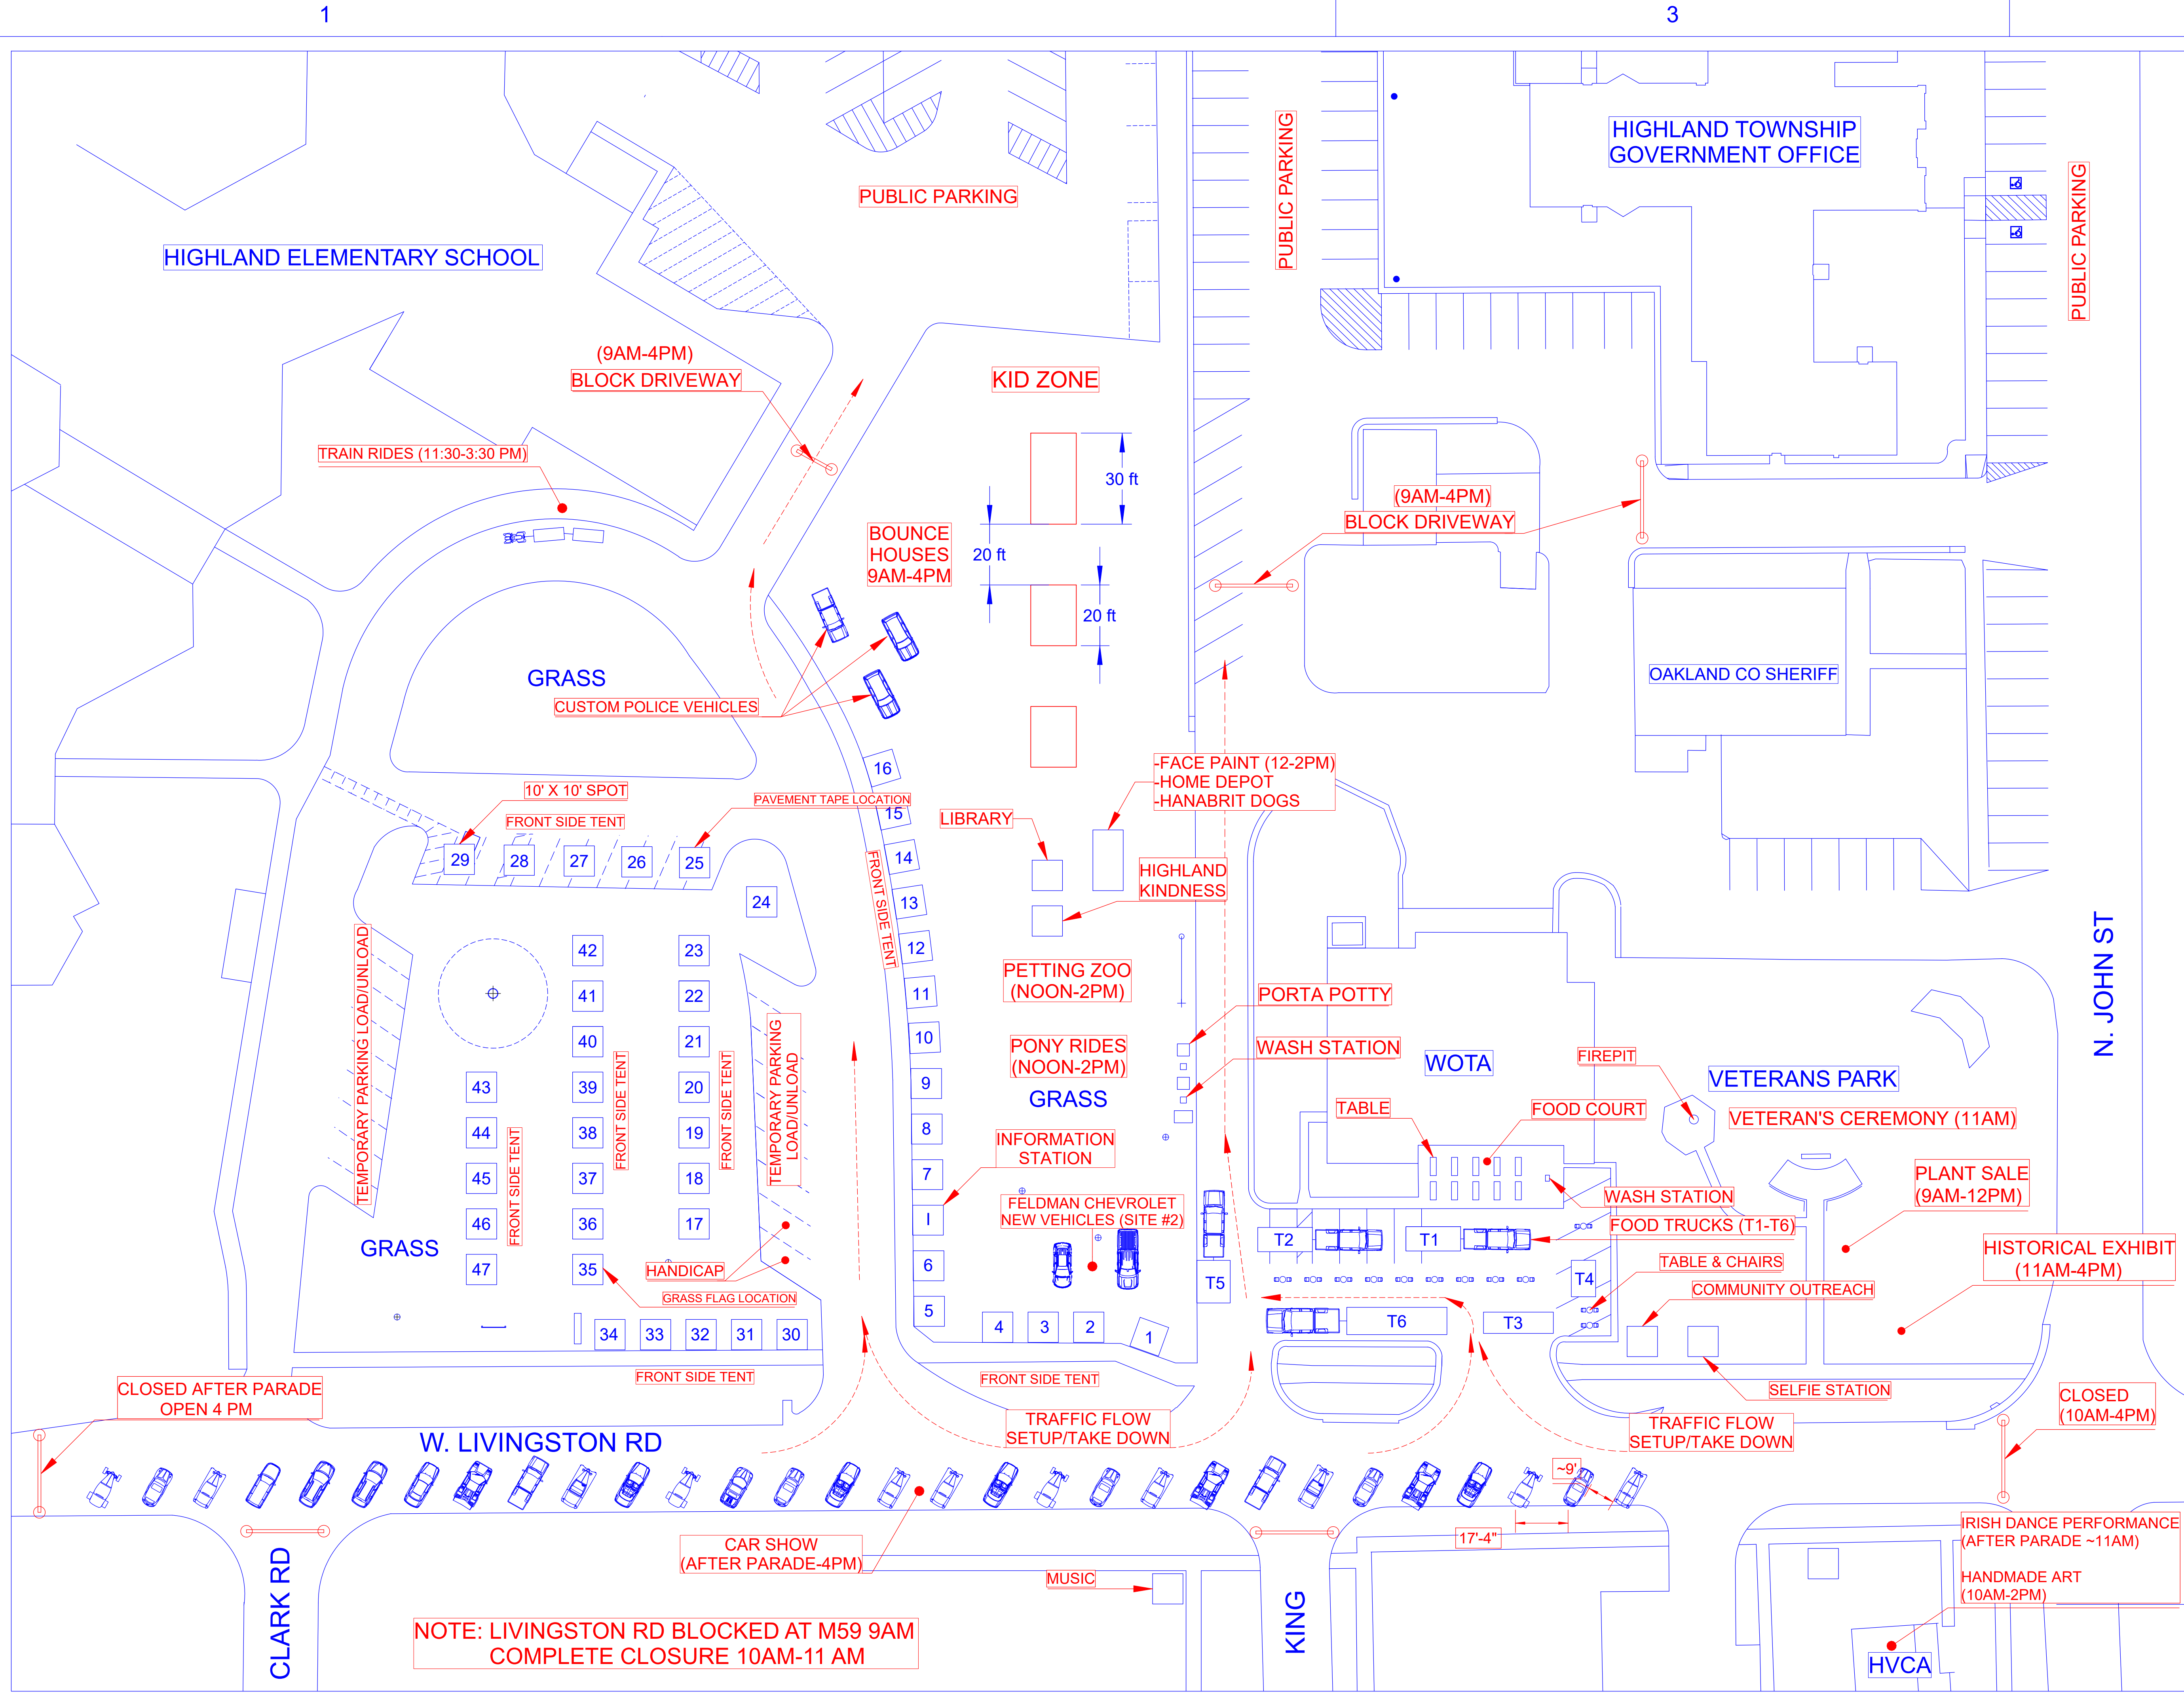 1
3
HIGHLAND TOWNSHIP
GOVERNMENT OFFICE
PUBLIC PARKING
PUBLIC PARKING
PUBLIC PARKING
HIGHLAND ELEMENTARY SCHOOL
(9AM-4PM)
BLOCK DRIVEWAY
KID ZONE
TRAIN RIDES (11:30-3:30 PM)
30 ft
(9AM-4PM)
BLOCK DRIVEWAY
BOUNCE
HOUSES
9AM-4PM
20 ft
20 ft
GRASS
CUSTOM POLICE VEHICLES
OAKLAND CO SHERIFF
16
-FACE PAINT (12-2PM)
-HOME DEPOT
-HANABRIT DOGS
10' X 10' SPOT
PAVEMENT TAPE LOCATION
15
LIBRARY
FRONT SIDE TENT
29
28
27
26
25
14
FRONT SIDE TENT
HIGHLAND
KINDNESS
24
13
42
23
12
PETTING ZOO
(NOON-2PM)
N. JOHN ST
TEMPORARY PARKING LOAD/UNLOAD
41
22
11
PORTA POTTY
40
21
10
PONY RIDES
(NOON-2PM)
WASH STATION
WOTA
FIREPIT
VETERANS PARK
FRONT SIDE TENT
FRONT SIDE TENT
TEMPORARY PARKING
LOAD/UNLOAD
43
39
20
9
GRASS
TABLE
FOOD COURT
VETERAN'S CEREMONY (11AM)
44
38
19
8
INFORMATION
STATION
FRONT SIDE TENT
45
37
18
7
PLANT SALE
(9AM-12PM)
WASH STATION
46
36
17
I
FELDMAN CHEVROLET
NEW VEHICLES (SITE #2)
FOOD TRUCKS (T1-T6)
T2
T1
GRASS
HISTORICAL EXHIBIT
(11AM-4PM)
47
35
HANDICAP
6
TABLE & CHAIRS
T5
T4
GRASS FLAG LOCATION
COMMUNITY OUTREACH
5
T6
T3
34
33
32
31
30
4
3
2
1
FRONT SIDE TENT
FRONT SIDE TENT
CLOSED AFTER PARADE
OPEN 4 PM
SELFIE STATION
CLOSED
(10AM-4PM)
TRAFFIC FLOW
SETUP/TAKE DOWN
TRAFFIC FLOW
SETUP/TAKE DOWN
W. LIVINGSTON RD
~9'
17'-4"
CAR SHOW
(AFTER PARADE-4PM)
IRISH DANCE PERFORMANCE
(AFTER PARADE ~11AM)
HANDMADE ART
(10AM-2PM)
MUSIC
CLARK RD
KING
NOTE: LIVINGSTON RD BLOCKED AT M59 9AM
COMPLETE CLOSURE 10AM-11 AM
HVCA